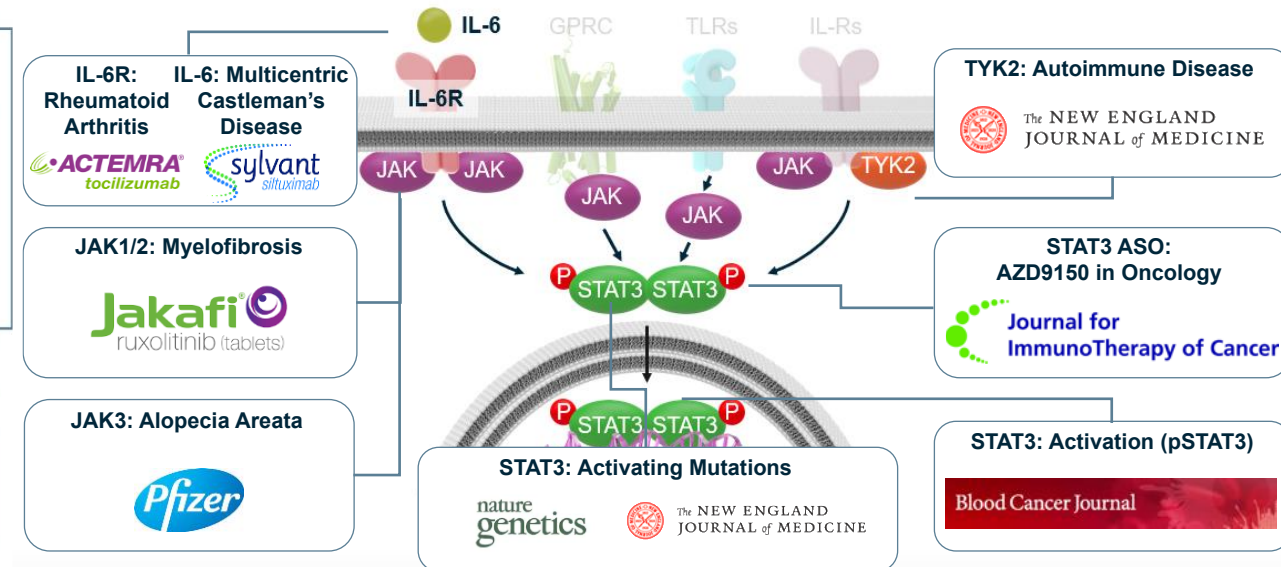 IL-6
GPRC
TLRs
IL-Rs
IL-6R:
Rheumatoid
Arthritis
ACTEMRA®
tocilizumab
IL-6: Multicentric
Castleman's
Disease
sylvant
siltuximab
IL-6R
JAK
JAK
JAK
JAK
JAK
TYK2
TYK2: Autoimmune Disease
The NEW ENGLAND
JOURNAL of MEDICINE
JAK1/2: Myelofibrosis
Jakafi®
ruxolitinib (tablets)
P
STAT3
STAT3
P
STAT3 ASO:
AZD9150 in Oncology
Journal for
ImmunoTherapy of Cancer
JAK3: Alopecia Areata
Pfizer
P
STAT3
STAT3
P
STAT3: Activating Mutations
nature
genetics
The NEW ENGLAND
JOURNAL of MEDICINE
STAT3: Activation (pSTAT3)
Blood Cancer Journal